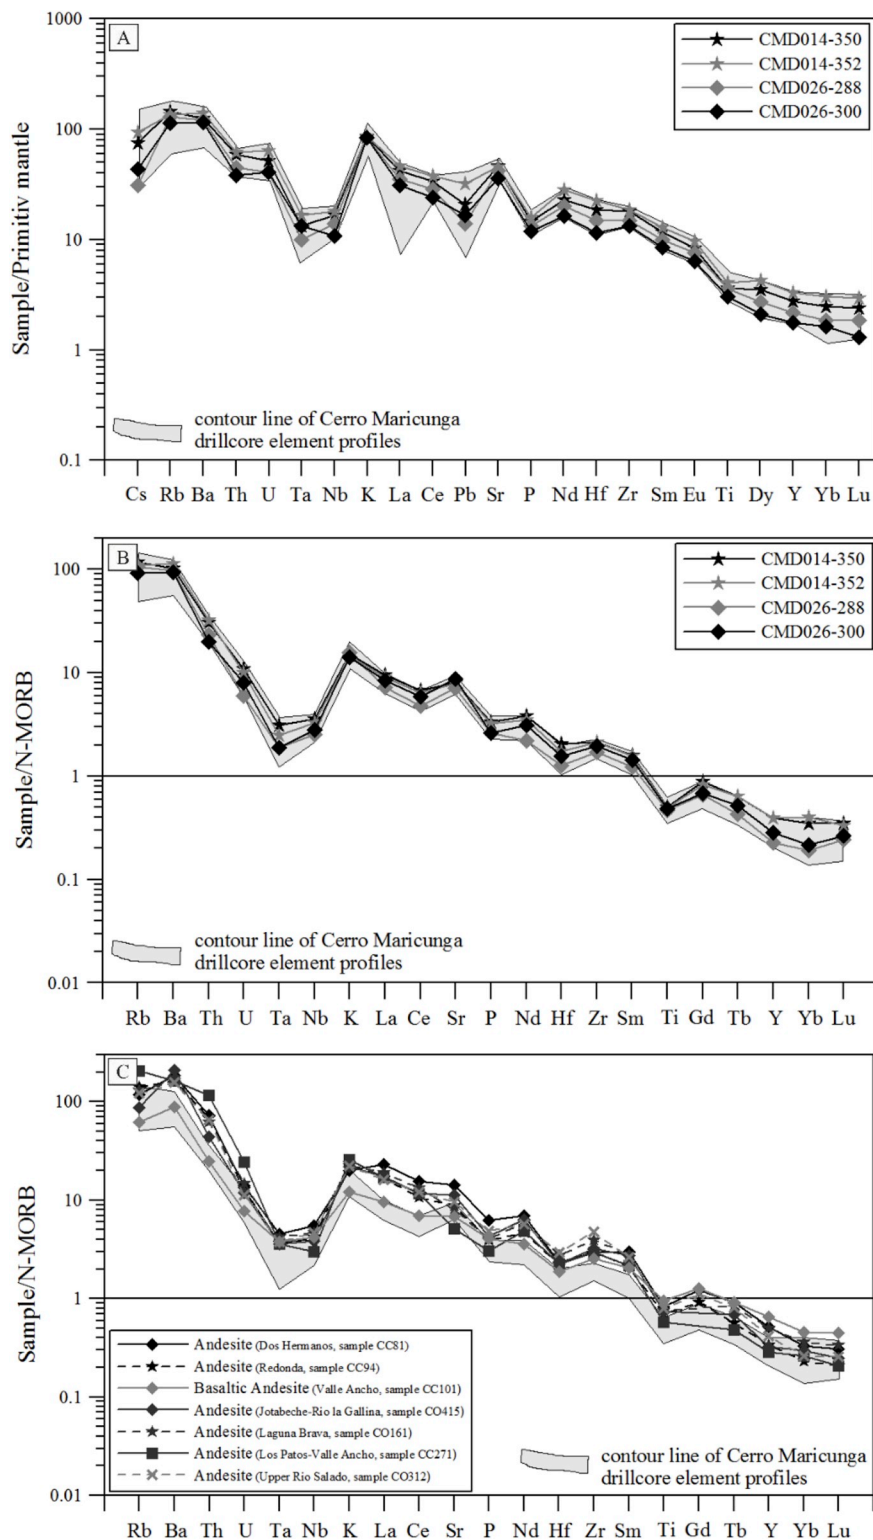 A
1000
100
10
1
0.1
Sample/Primitiv mantle
CMD014-350
CMD014-352
CMD026-288
CMD026-300
contour line of Cerro Maricunga
drillcore element profiles
Cs Rb Ba Th U Ta Nb K La Ce Pb Sr P Nd Hf Zr Sm Eu Ti Dy Y Yb Lu
B
100
10
1
0.1
0.01
Sample/N-MORB
CMD014-350
CMD014-352
CMD026-288
CMD026-300
contour line of Cerro Maricunga
drillcore element profiles
Rb Ba Th U Ta Nb K La Ce Sr P Nd Hf Zr Sm Ti Gd Tb Y Yb Lu
C
100
10
1
0.1
0.01
Sample/N-MORB
Andesite (Dos Hermanos, sample CC81)
Andesite (Redonda, sample CC94)
Basaltic Andesite (Valle Ancho, sample CC101)
Andesite (Jotabeche-Rio la Gallina, sample CO415)
Andesite (Laguna Brava, sample CO161)
Andesite (Los Patos-Valle Ancho, sample CC271)
Andesite (Upper Rio Salado, sample CO312)
contour line of Cerro Maricunga
drillcore element profiles
Rb Ba Th U Ta Nb K La Ce Sr P Nd Hf Zr Sm Ti Gd Tb Y Yb Lu